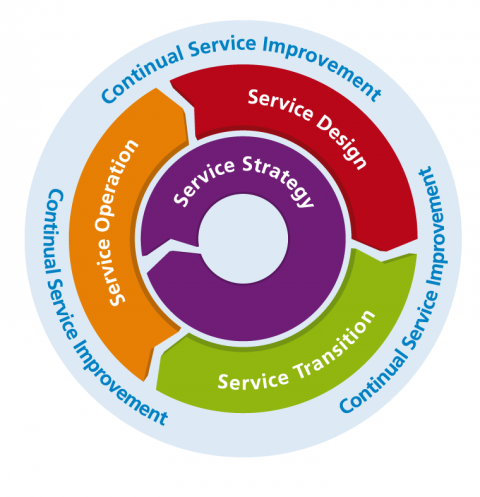 Continual Service Improvement
Service Design
Service Strategy
Service Operation
Service Transition
Continual Service Improvement
Continual Service Improvement